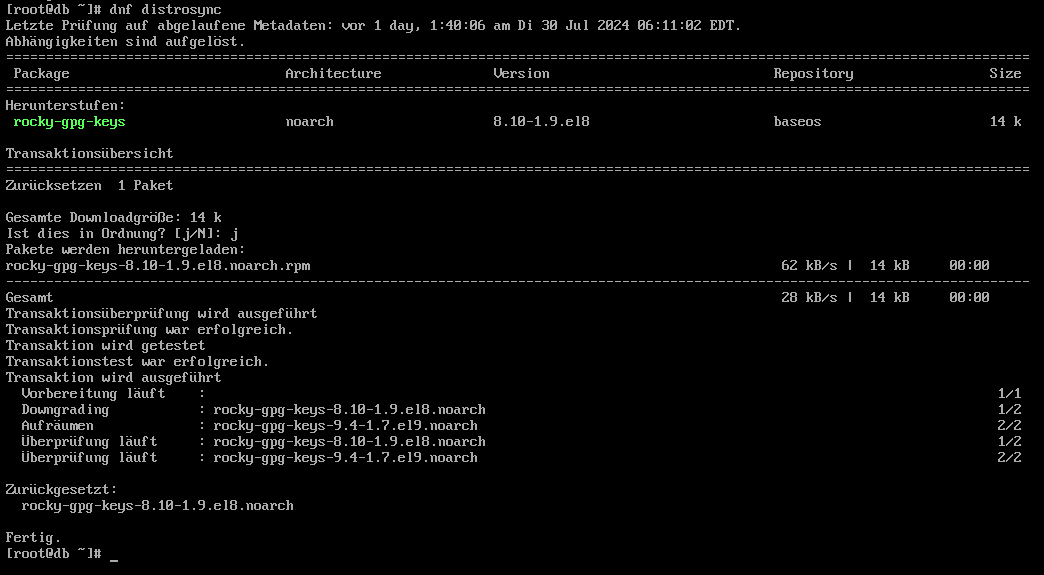 [root@db ~]# dnf distrosync
Letzte Prüfung auf abgelaufene Metadaten: vor 1 day, 1:40:06 am Di 30 Jul 2024 06:11:02 EDT.
Abhängigkeiten sind aufgelöst.
================================================================================================================================
Package Architecture Version Repository Size
================================================================================================================================
Herunterstufen:
rocky-gpg-keys noarch 8.10-1.9.el8 baseos 14 k
Transaktionsübersicht
================================================================================================================================
Zurücksetzen 1 Paket
Gesamte Downloadgröße: 14 k
Ist dies in Ordnung? [j/N]: j
Pakete werden heruntergeladen:
rocky-gpg-keys-8.10-1.9.el8.noarch.rpm 62 kB/s | 14 kB 00:00
--------------------------------------------------------------------------------------------------------------------------------
Gesamt 28 kB/s | 14 kB 00:00
Transaktionsüberprüfung wird ausgeführt
Transaktionsprüfung war erfolgreich.
Transaktion wird getestet
Transaktionstest war erfolgreich.
Transaktion wird ausgeführt
Vorbereitung läuft : 1/1
Downgrading : rocky-gpg-keys-8.10-1.9.el8.noarch 1/2
Aufräumen : rocky-gpg-keys-9.4-1.7.el9.noarch 2/2
Überprüfung läuft : rocky-gpg-keys-8.10-1.9.el8.noarch 1/2
Überprüfung läuft : rocky-gpg-keys-9.4-1.7.el9.noarch 2/2
Zurückgesetzt:
rocky-gpg-keys-8.10-1.9.el8.noarch
Fertig.
[root@db ~]# _